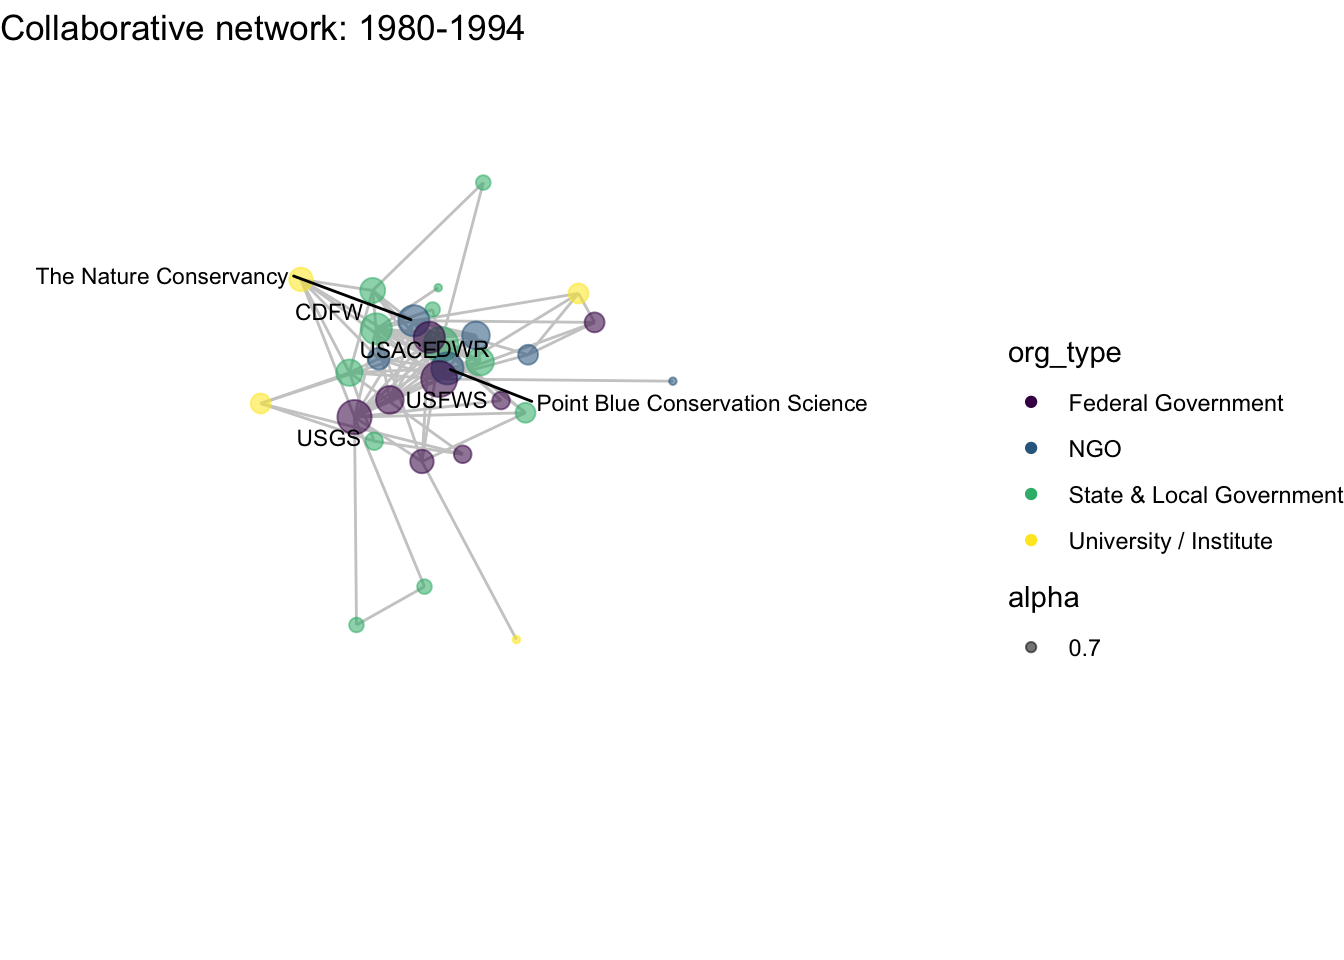 Collaborative network: 1980-1994
The Nature Conservancy
CDFW
USACE
DWR
USFWS
Point Blue Conservation Science
USGS
org_type
Federal Government
NGO
State & Local Government
University / Institute
alpha
0.7